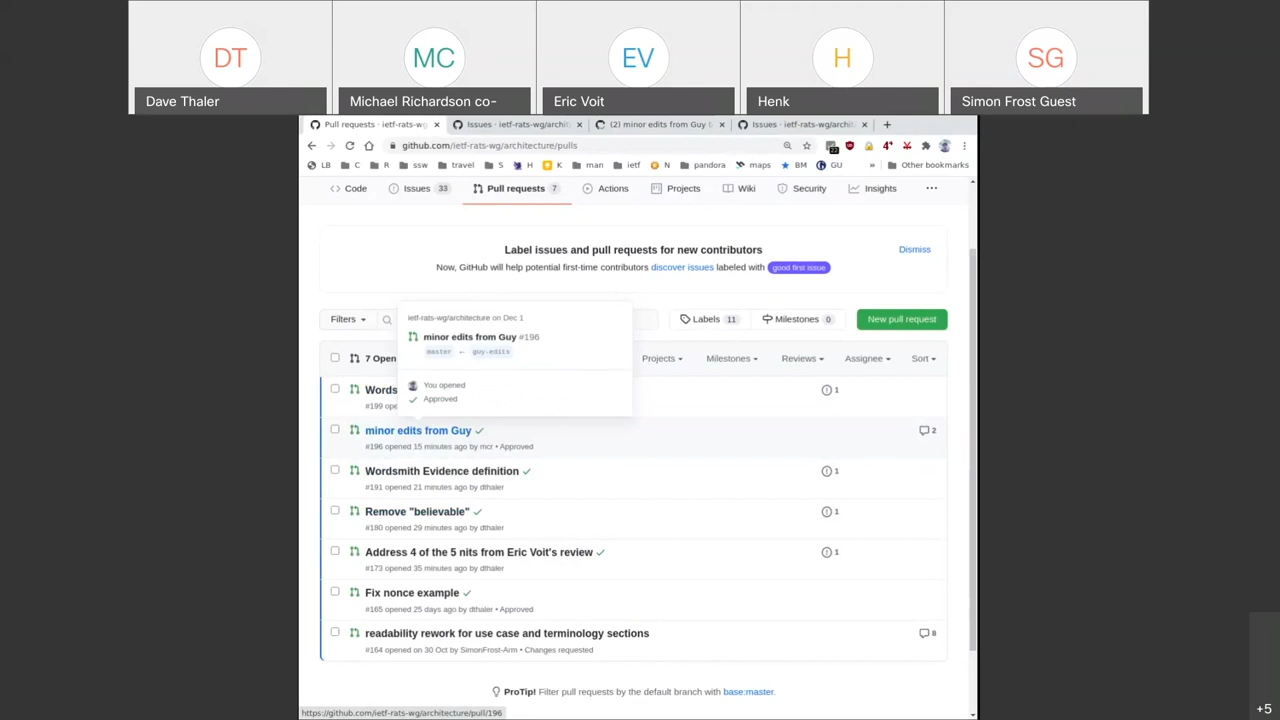 DT
MC
EV
H
SG
Dave Thaler
Michael Richardson co-
Eric Voit
Henk
Simon Frost Guest
Pull requests · ietf-rats-wg
Issues · ietf-rats-wg/archite
(2) minor edits from Guy b
Issues · ietf-rats-wg/archite
github.com/ietf-rats-wg/architecture/pulls
LB C R ssw travel S H K man ietf N pandora maps BM GU » Other bookmarks
Code Issues 33 Pull requests 7 Actions Projects Wiki Security Insights
Label issues and pull requests for new contributors
Dismiss
Now, GitHub will help potential first-time contributors discover issues labeled with good first issue
Filters
Labels 11
Milestones 0
New pull request
ietf-rats-wg/architecture on Dec 1
minor edits from Guy #196
master ← guy-edits
You opened
Approved
7 Open
Projects Milestones Reviews Assignee Sort
Words
1
#199 ope
minor edits from Guy
2
#196 opened 15 minutes ago by mcr • Approved
Wordsmith Evidence definition
1
#191 opened 21 minutes ago by dthaler
Remove "believable"
1
#180 opened 29 minutes ago by dthaler
Address 4 of the 5 nits from Eric Voit's review
1
#173 opened 35 minutes ago by dthaler
Fix nonce example
#165 opened 25 days ago by dthaler • Approved
readability rework for use case and terminology sections
8
#164 opened on 30 Oct by SimonFrost-Arm • Changes requested
ProTip! Filter pull requests by the default branch with base:master.
https://github.com/ietf-rats-wg/architecture/pull/196
+5